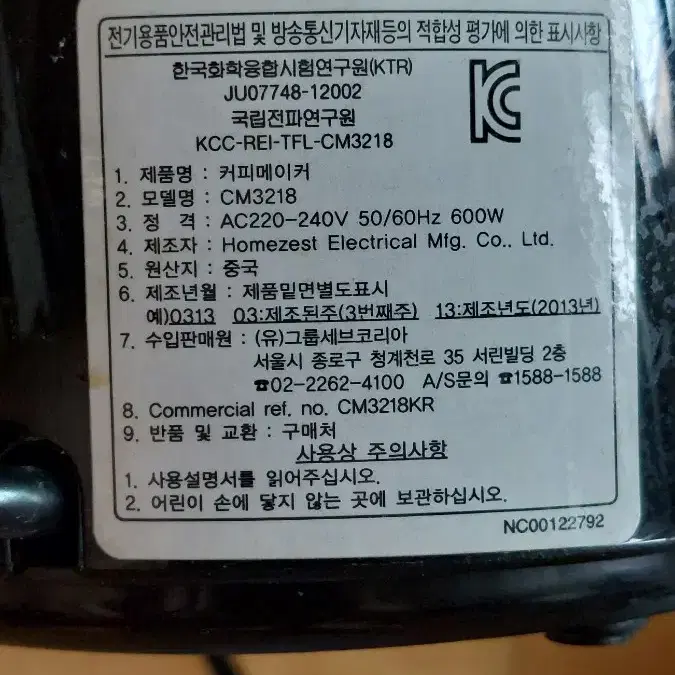 전기용품안전관리법 및 방송통신기자재등의 적합성 평가에 의한 표시사항
한국화학융합시험연구원(KTR)
JU07748-12002
국립전파연구원
KCC-REI-TFL-CM3218
KC
1. 제품명 : 커피메이커
2. 모델명 : CM3218
3. 정 격 : AC220-240V 50/60Hz 600W
4. 제조자 : Homezest Electrical Mfg. Co., Ltd.
5. 원산지 : 중국
6. 제조년월 : 제품밑면별도표시
예)0313 03:제조된주(3번째주) 13:제조년도(2013년)
7. 수입판매원 : (유)그룹세브코리아
서울시 종로구 청계천로 35 서린빌딩 2층
☎02-2262-4100 A/S문의 ☎1588-1588
8. Commercial ref. no. CM3218KR
9. 반품 및 교환 : 구매처
사용상 주의사항
1. 사용설명서를 읽어주십시오.
2. 어린이 손에 닿지 않는 곳에 보관하십시오.
NC00122792